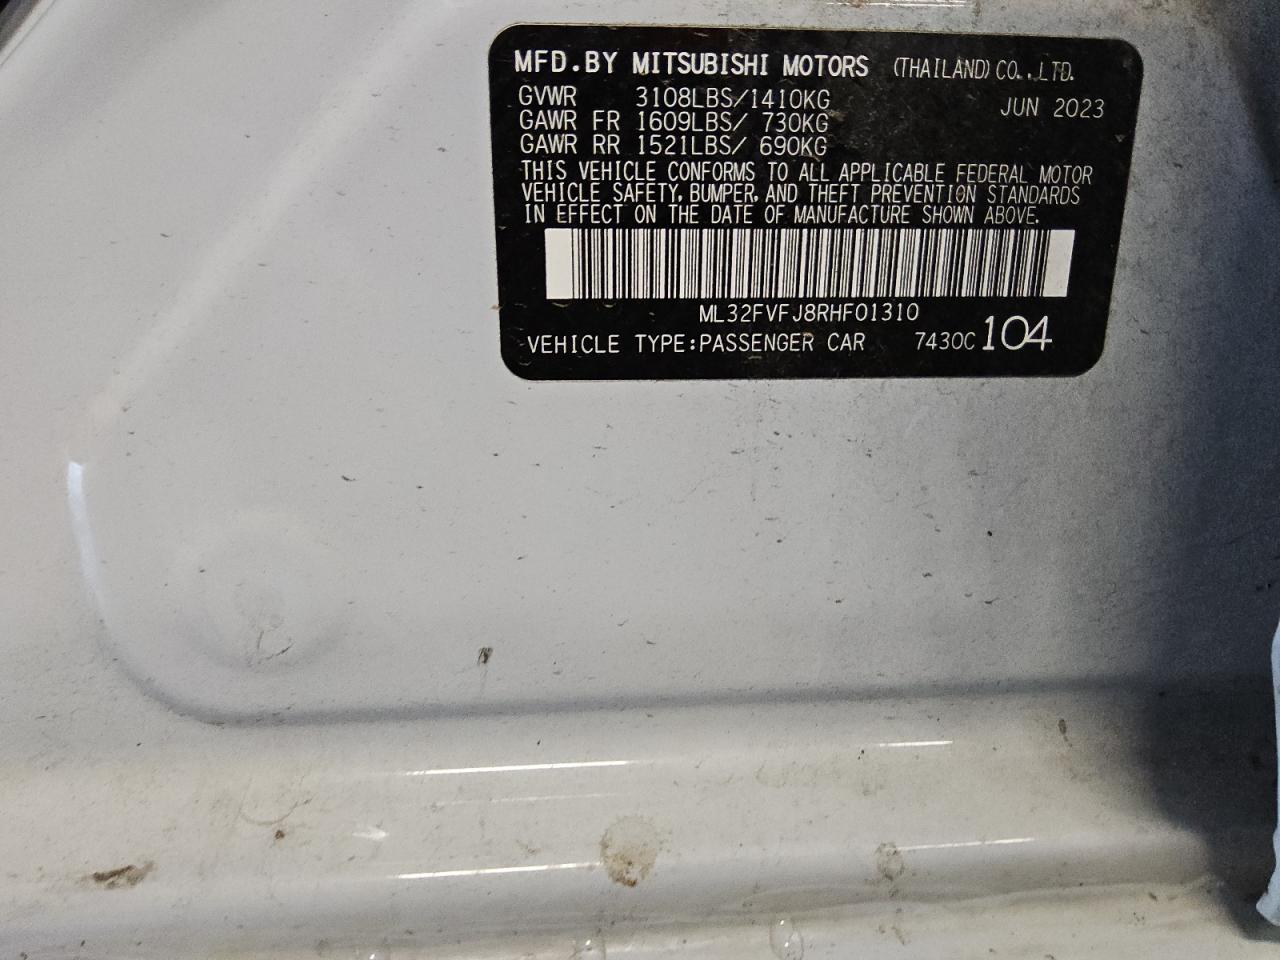 MFD.BY MITSUBISHI MOTORS (THAILAND) CO.,LTD.
GVWR 3108LBS/1410KG JUN 2023
GAWR FR 1609LBS/ 730KG
GAWR RR 1521LBS/ 690KG
THIS VEHICLE CONFORMS TO ALL APPLICABLE FEDERAL MOTOR
VEHICLE SAFETY, BUMPER, AND THEFT PREVENTION STANDARDS
IN EFFECT ON THE DATE OF MANUFACTURE SHOWN ABOVE.
ML32FVFJ8RHF01310
VEHICLE TYPE:PASSENGER CAR 7430C 104